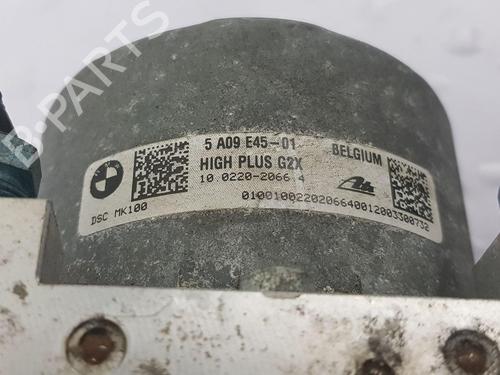 5 A09 E45-01
BELGIUM
HIGH PLUS G2X
10 0220-2066 4
DSC MK100
0100100220206640012003300732
B-PARTS